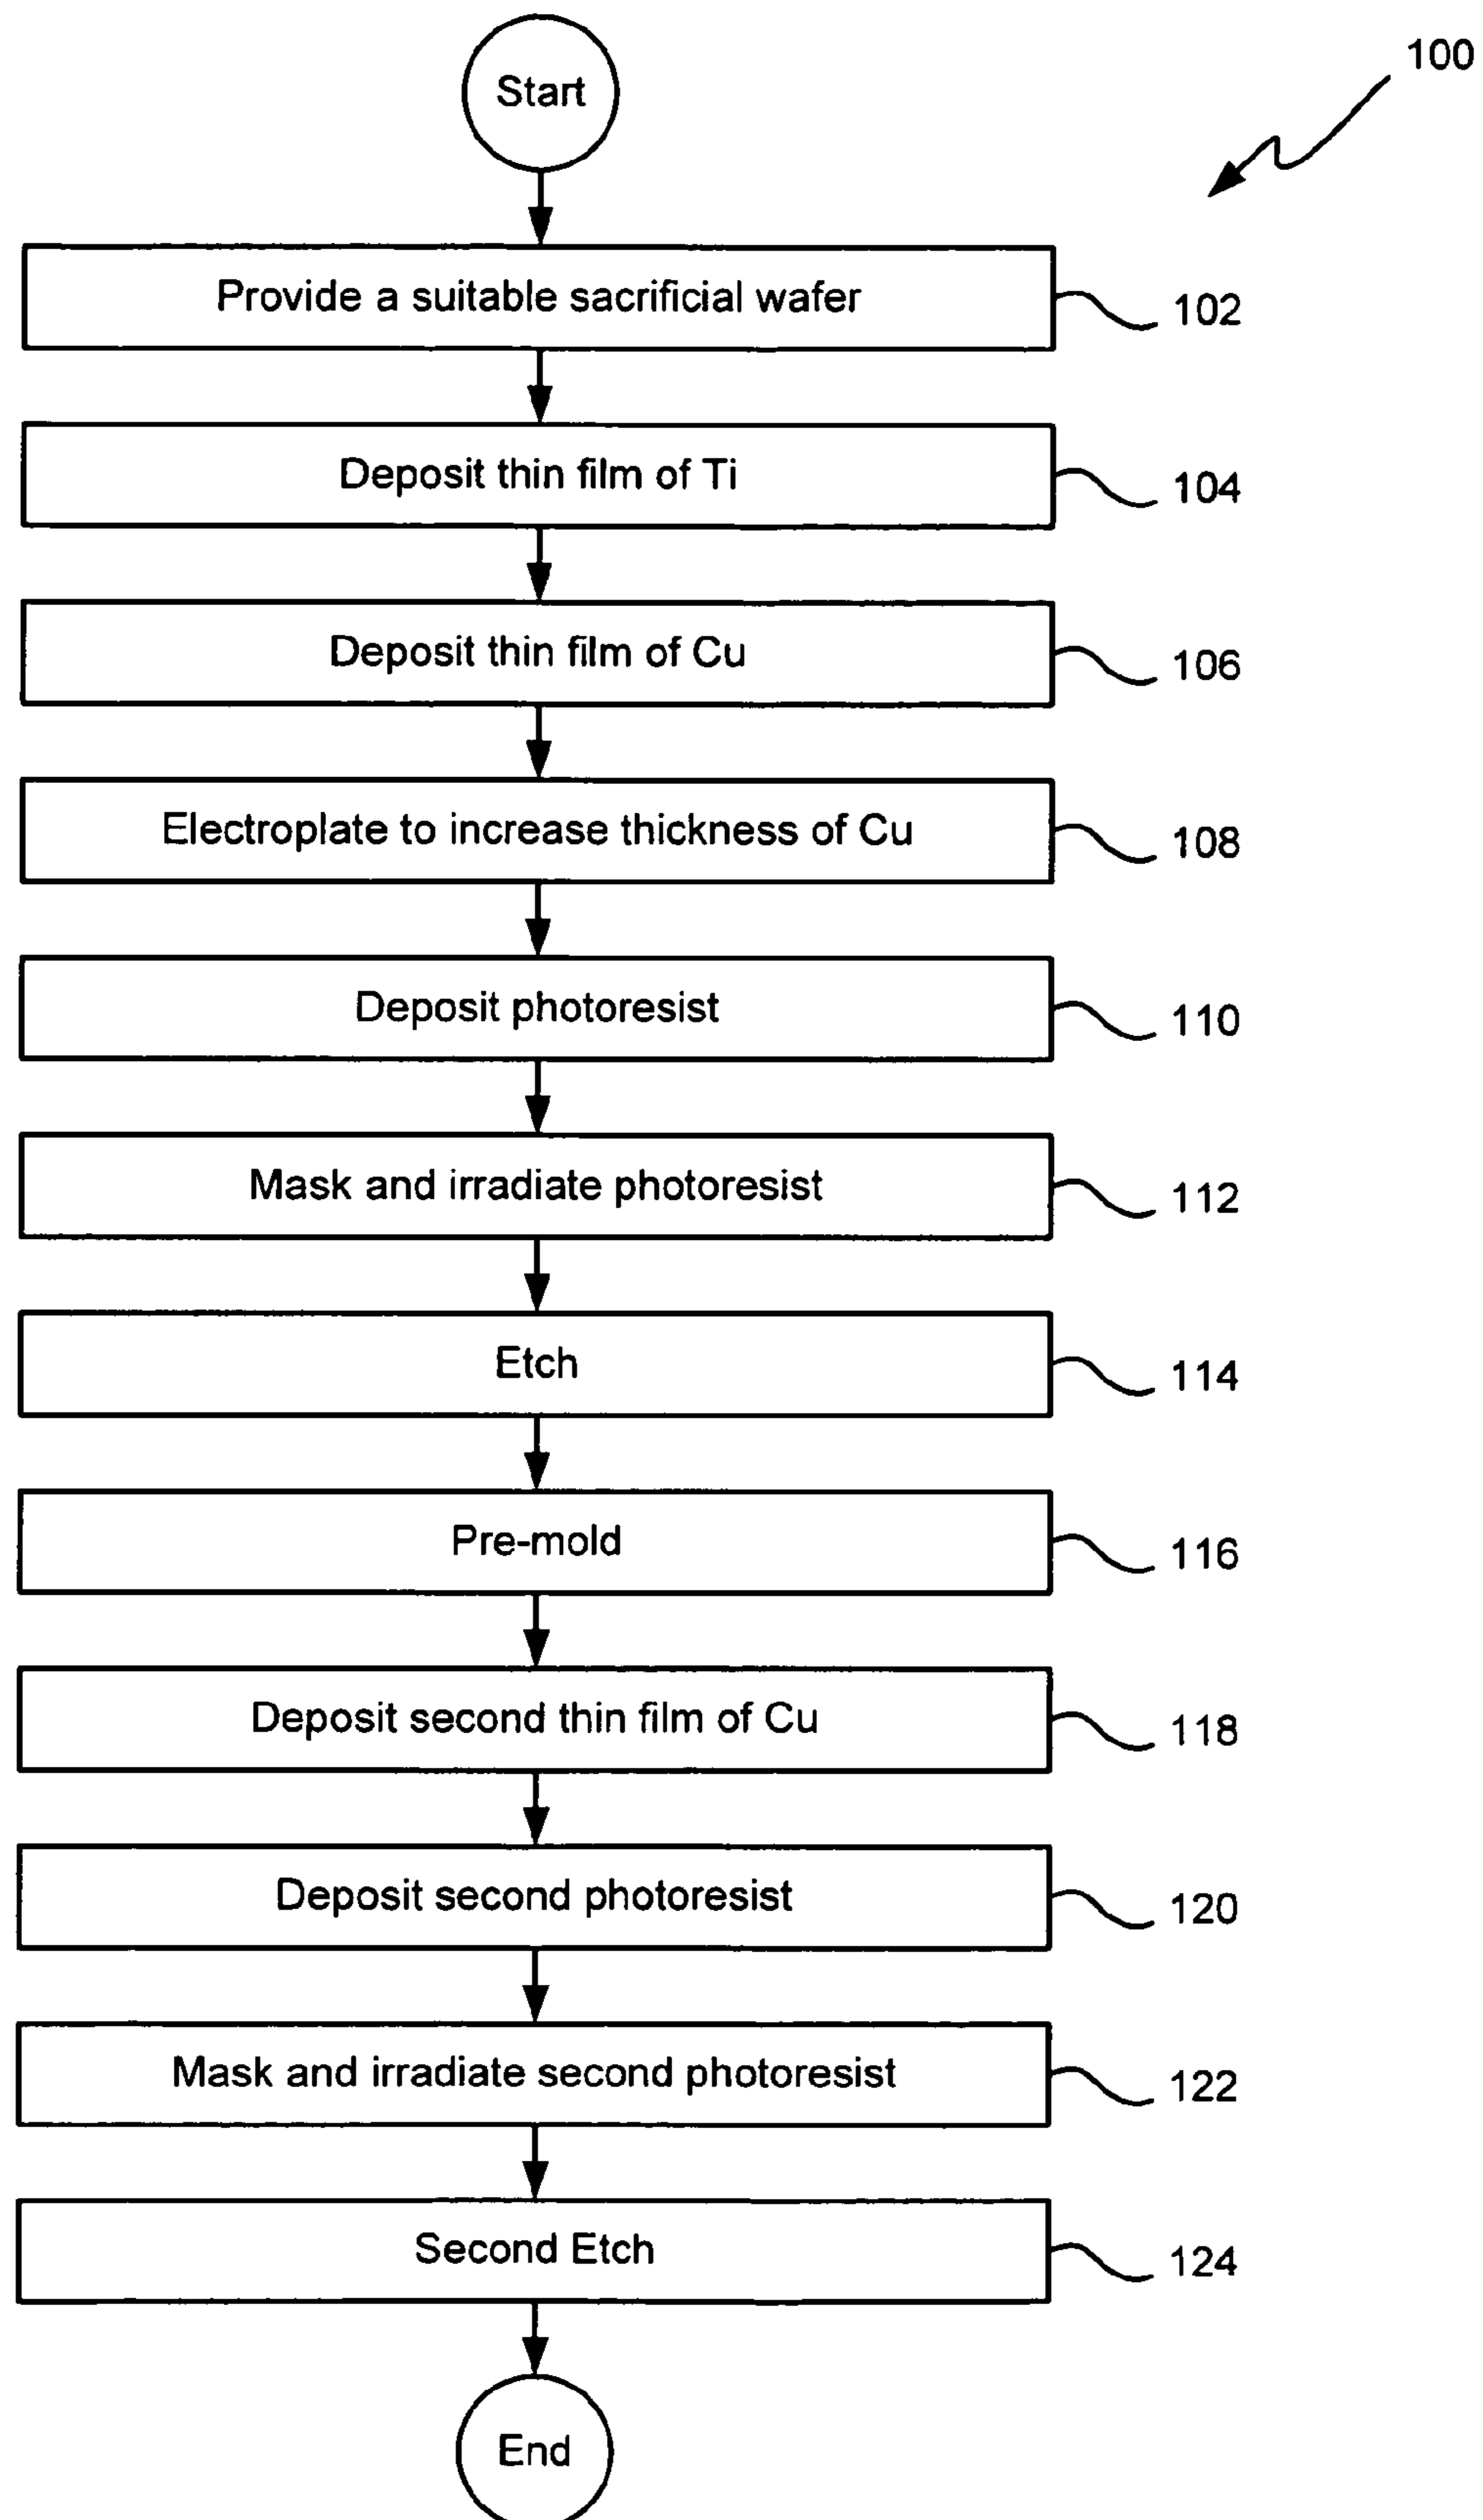 100
Start
Provide a suitable sacrificial wafer
102
Deposit thin film of Ti
104
Deposit thin film of Cu
106
Electroplate to increase thickness of Cu
108
Deposit photoresist
110
Mask and irradiate photoresist
112
Etch
114
Pre-mold
116
Deposit second thin film of Cu
118
Deposit second photoresist
120
Mask and irradiate second photoresist
122
Second Etch
124
End